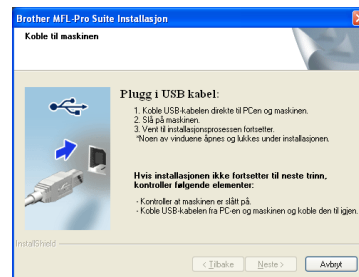 Brother MFL-Pro Suite Installasjon
Koble til maskinen
Plugg i USB kabel:
1. Koble USB-kabelen direkte til PCen og maskinen.
2. Slå på maskinen.
3. Vent til installasjonsprosessen fortsetter.
*Noen av vinduene åpnes og lukkes under installasjonen.
Hvis installasjonen ikke fortsetter til neste trinn,
kontroller følgende elementer:
- Kontroller at maskinen er slått på.
- Koble USB-kabelen fra PC-en og maskinen og koble den til igjen.
InstallShield
< Tilbake
Neste >
Avbryt